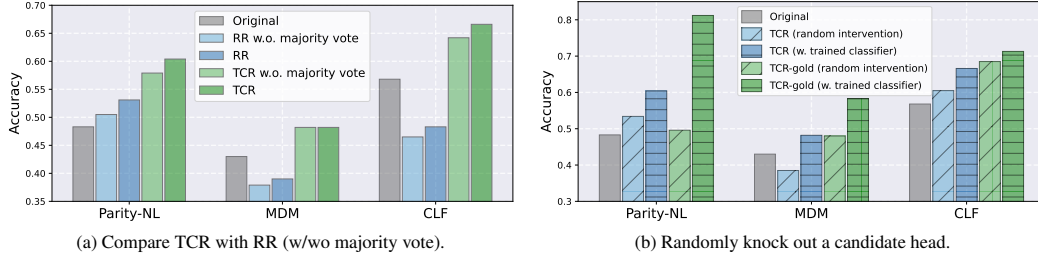 Accuracy
0.70
0.65
0.60
0.55
0.50
0.45
0.40
0.35
Original
RR w.o. majority vote
RR
TCR w.o. majority vote
TCR
Parity-NL
MDM
CLF
(a) Compare TCR with RR (w/wo majority vote).
Accuracy
0.8
0.7
0.6
0.5
0.4
0.3
Original
TCR (random intervention)
TCR (w. trained classifier)
TCR-gold (random intervention)
TCR-gold (w. trained classifier)
Parity-NL
MDM
CLF
(b) Randomly knock out a candidate head.